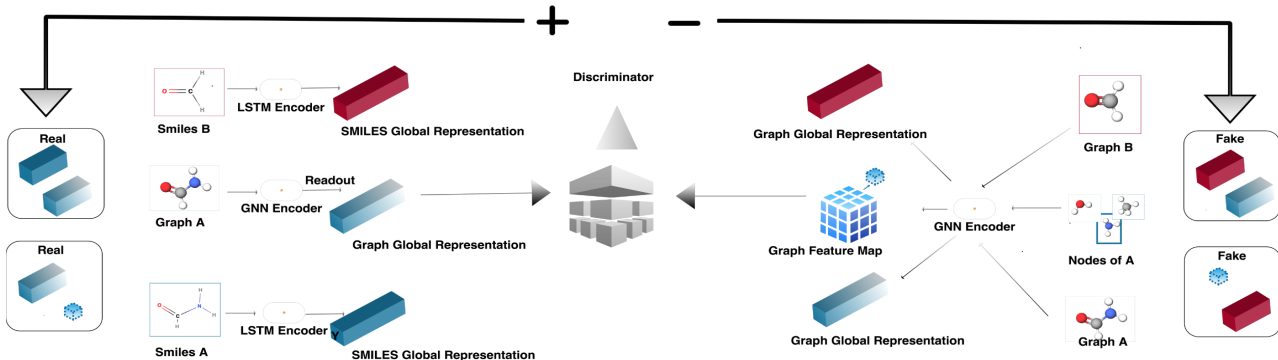 + −
Discriminator
Real
Real
H
O
C
H
Smiles B
LSTM Encoder
SMILES Global Representation
Graph A
GNN Encoder
Readout
Graph Global Representation
O
C
H
N
H
H
Smiles A
LSTM Encoder
Y
SMILES Global Representation
Graph Global Representation
Graph Feature Map
Graph Global Representation
GNN Encoder
Graph B
Nodes of A
Graph A
Fake
Fake